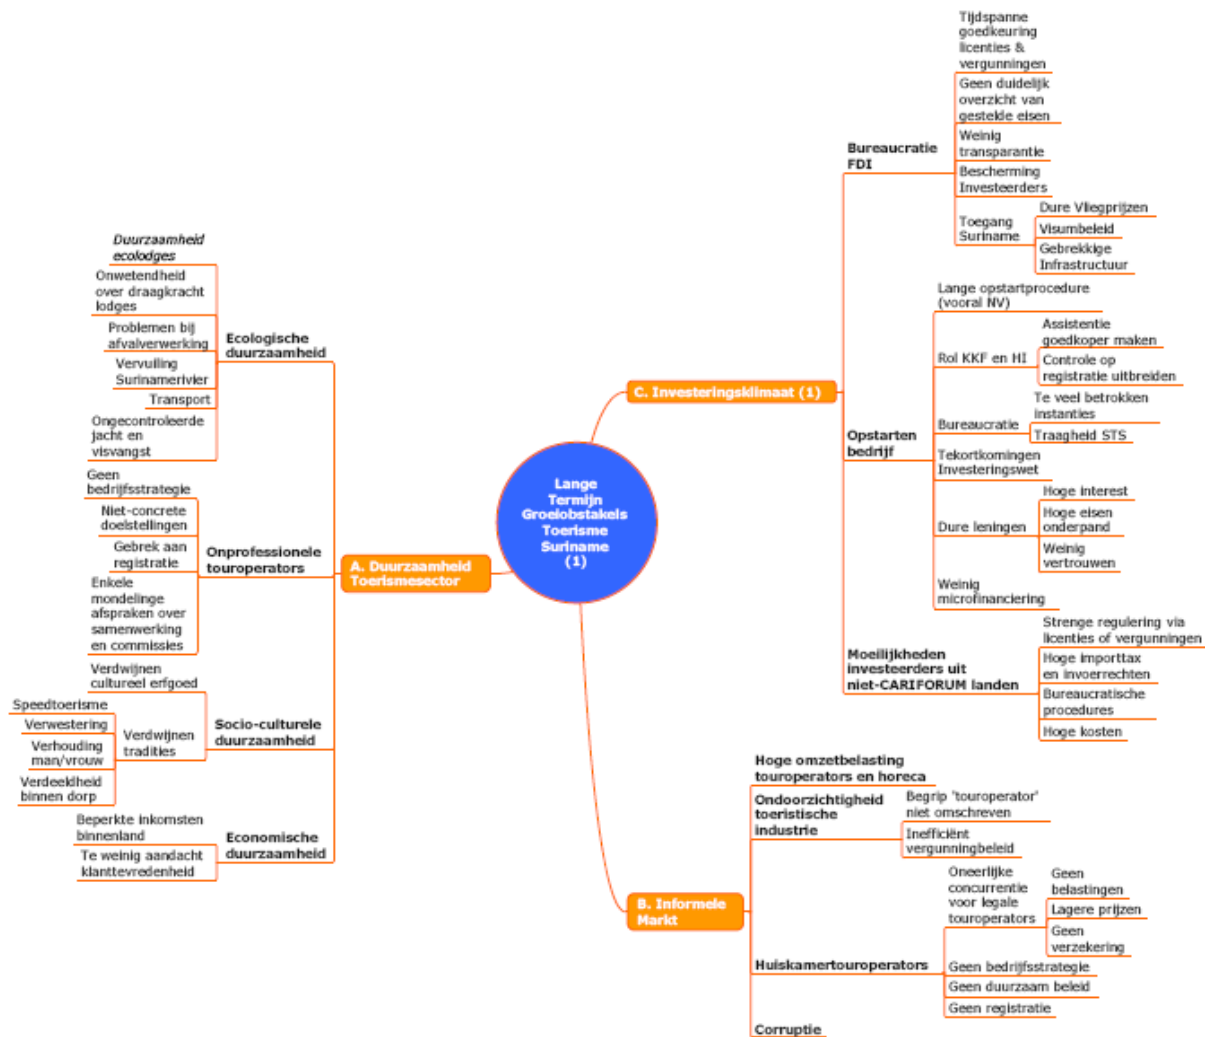 Lange
Termijn
Groeiobstakels
Toerisme
Suriname
(1)
A. Duurzaamheid
Toerismesector
Ecologische
duurzaamheid
Duurzaamheid
ecolodges
Onwetendheid
over draagkracht
lodges
Problemen bij
afvalverwerking
Vervuiling
Surinamerivier
Transport
Ongecontroleerde
jacht en
visvangst
Onprofessionele
touroperators
Geen
bedrijfsstrategie
Niet-concrete
doelstellingen
Gebrek aan
registratie
Enkele
mondelinge
afspraken over
samenwerking
en commissies
Socio-culturele
duurzaamheid
Verdwijnen
cultureel erfgoed
Verdwijnen
tradities
Speedtoerisme
Verwestering
Verhouding
man/vrouw
Verdeeldheid
binnen dorp
Economische
duurzaamheid
Beperkte inkomsten
binnenland
Te weinig aandacht
klanttevredenheid
C. Investeringsklimaat (1)
Bureaucratie
FDI
Tijdspanne
goedkeuring
licenties &
vergunningen
Geen duidelijk
overzicht van
gestelde eisen
Weinig
transparantie
Bescherming
Investeerders
Toegang
Suriname
Dure Vliegprijzen
Visumbeleid
Gebrekkige
Infrastructuur
Opstarten
bedrijf
Lange opstartprocedure
(vooral NV)
Rol KKF en HI
Assistentie
goedkoper maken
Controle op
registratie uitbreiden
Bureaucratie
Te veel betrokken
instanties
Traagheid STS
Tekortkomingen
Investeringswet
Dure leningen
Hoge interest
Hoge eisen
onderpand
Weinig
vertrouwen
Weinig
microfinanciering
Moeilijkheden
investeerders uit
niet-CARIFORUM landen
Strenge regulering via
licenties of vergunningen
Hoge importtax
en invoerrechten
Bureaucratische
procedures
Hoge kosten
B. Informele
Markt
Hoge omzetbelasting
touroperators en horeca
Ondoorzichtigheid
toeristische
industrie
Begrip 'touroperator'
niet omschreven
Inefficiënt
vergunningbeleid
Huiskamertouroperators
Oneerlijke
concurrentie
voor legale
touroperators
Geen
belastingen
Lagere prijzen
Geen
verzekering
Geen bedrijfsstrategie
Geen duurzaam beleid
Geen registratie
Corruptie